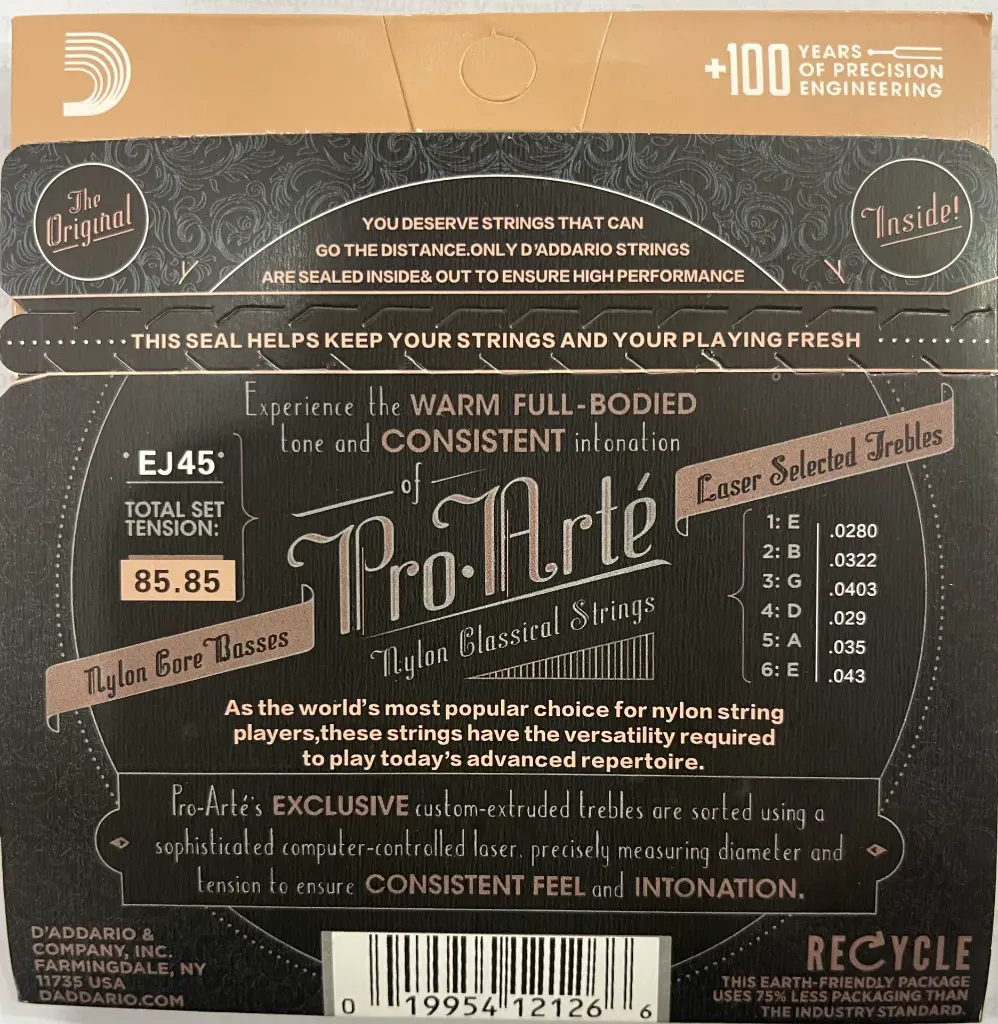 +100 YEARS
OF PRECISION
ENGINEERING
The
Original
Inside!
YOU DESERVE STRINGS THAT CAN
GO THE DISTANCE.ONLY D'ADDARIO STRINGS
ARE SEALED INSIDE& OUT TO ENSURE HIGH PERFORMANCE
THIS SEAL HELPS KEEP YOUR STRINGS AND YOUR PLAYING FRESH
Experience the WARM FULL-BODIED
tone and CONSISTENT intonation
of
Pro·Arté
Nylon Classical Strings
EJ45
TOTAL SET
TENSION:
85.85
Nylon Core Basses
Laser Selected Trebles
1: E .0280
2: B .0322
3: G .0403
4: D .029
5: A .035
6: E .043
As the world's most popular choice for nylon string
players,these strings have the versatility required
to play today's advanced repertoire.
Pro-Arté's EXCLUSIVE custom-extruded trebles are sorted using a
sophisticated computer-controlled laser, precisely measuring diameter and
tension to ensure CONSISTENT FEEL and INTONATION.
D'ADDARIO &
COMPANY, INC.
FARMINGDALE, NY
11735 USA
DADDARIO.COM
0 19954 12126 6
RECYCLE
THIS EARTH-FRIENDLY PACKAGE
USES 75% LESS PACKAGING THAN
THE INDUSTRY STANDARD.